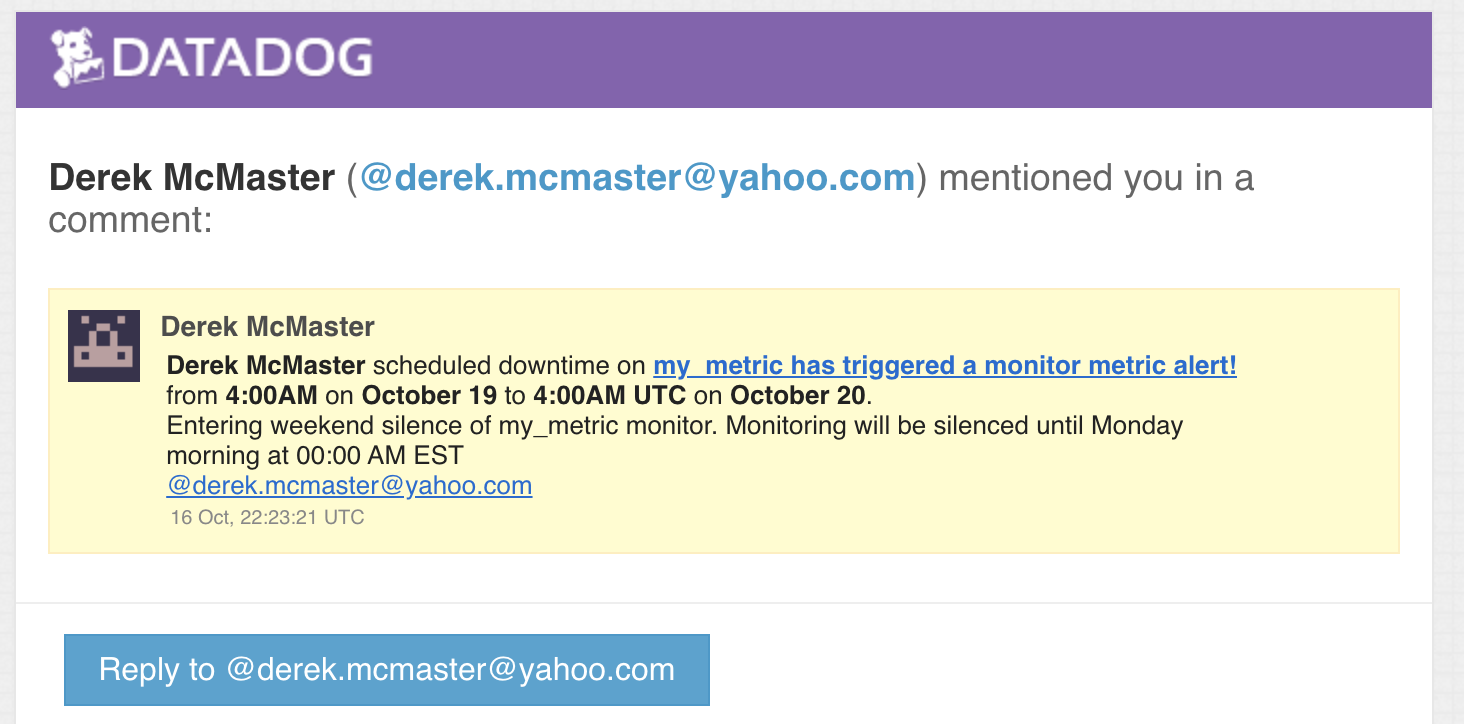 DATADOG
Derek McMaster (@derek.mcmaster@yahoo.com) mentioned you in a
comment:
Derek McMaster
Derek McMaster scheduled downtime on my_metric has triggered a monitor metric alert!
from 4:00AM on October 19 to 4:00AM UTC on October 20.
Entering weekend silence of my_metric monitor. Monitoring will be silenced until Monday
morning at 00:00 AM EST
@derek.mcmaster@yahoo.com
16 Oct, 22:23:21 UTC
Reply to @derek.mcmaster@yahoo.com